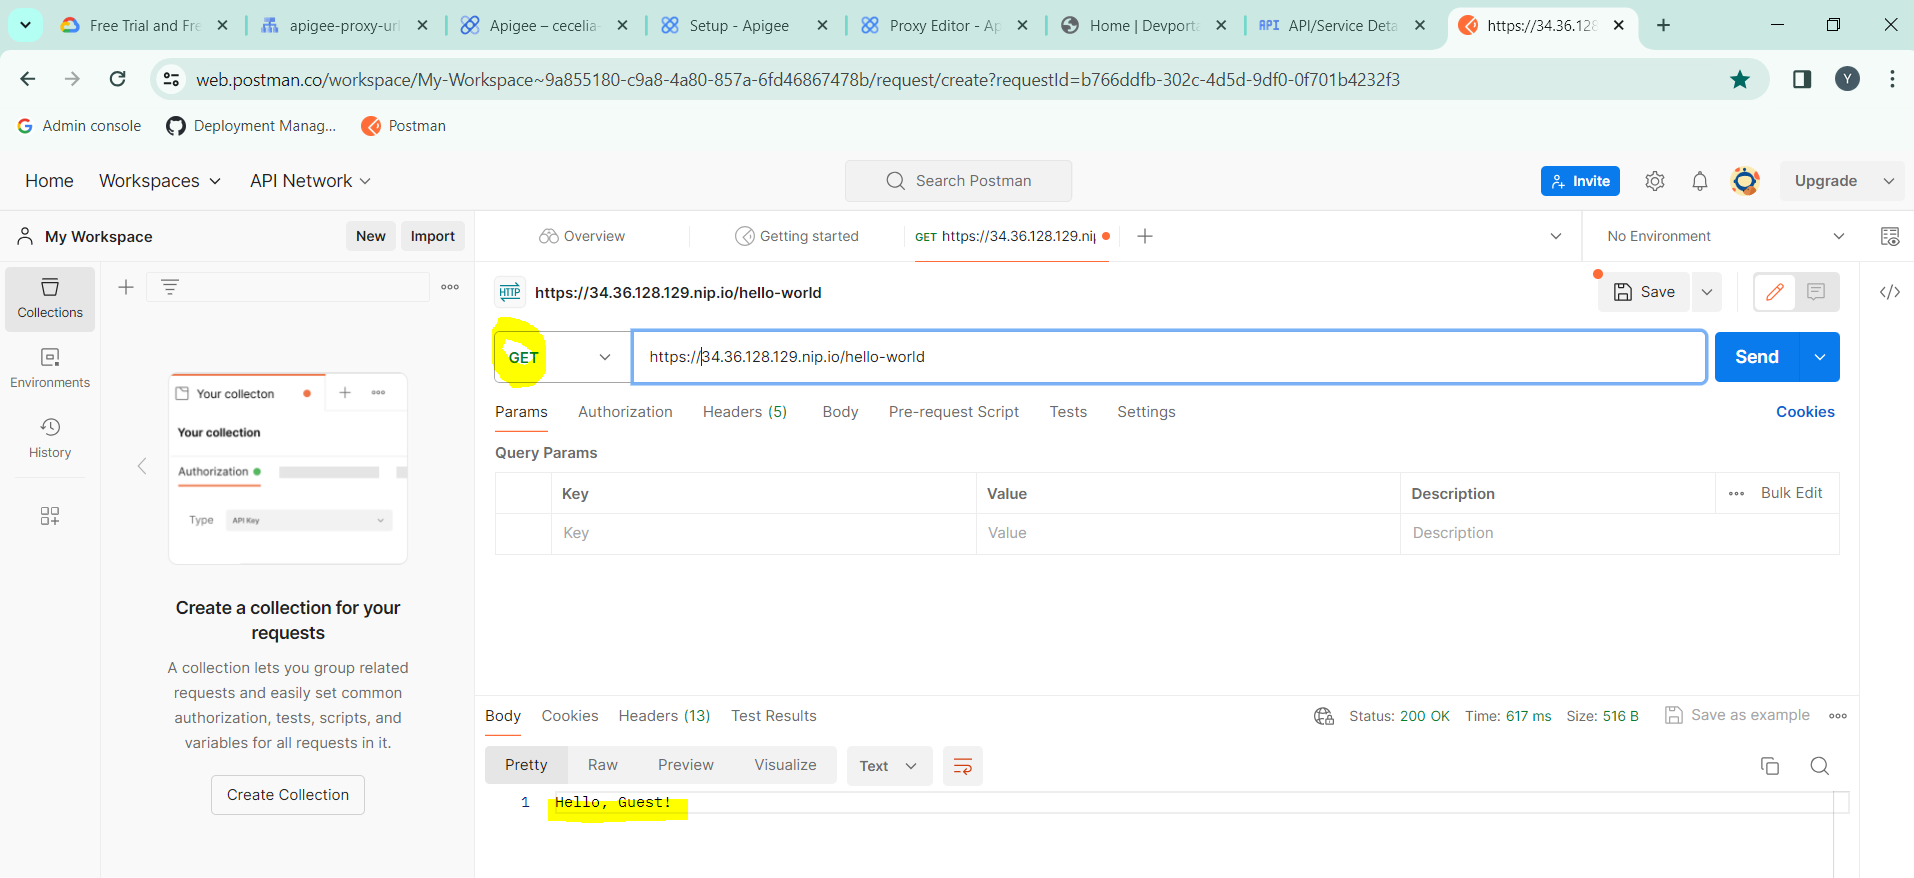 Free Trial and Fre
apigee-proxy-url
Apigee – cecelia-
Setup - Apigee
Proxy Editor - Ap
Home | Devporta
API API/Service Deta
https://34.36.128
web.postman.co/workspace/My-Workspace~9a855180-c9a8-4a80-857a-6fd46867478b/request/create?requestId=b766ddfb-302c-4d5d-9df0-0f701b4232f3
Y
Admin console
Deployment Manag...
Postman
Home
Workspaces
API Network
Search Postman
Invite
Upgrade
My Workspace
New
Import
Overview
Getting started
GET https://34.36.128.129.nip
No Environment
Collections
Environments
History
Your collecton
Your collection
Authorization
Type
API Key
Create a collection for your
requests
A collection lets you group related
requests and easily set common
authorization, tests, scripts, and
variables for all requests in it.
Create Collection
HTTP
https://34.36.128.129.nip.io/hello-world
Save
GET
https://34.36.128.129.nip.io/hello-world
Send
Params
Authorization
Headers (5)
Body
Pre-request Script
Tests
Settings
Cookies
Query Params
Key
Value
Description
Bulk Edit
Key
Value
Description
Body
Cookies
Headers (13)
Test Results
Status: 200 OK
Time: 617 ms
Size: 516 B
Save as example
Pretty
Raw
Preview
Visualize
Text
1
Hello, Guest!